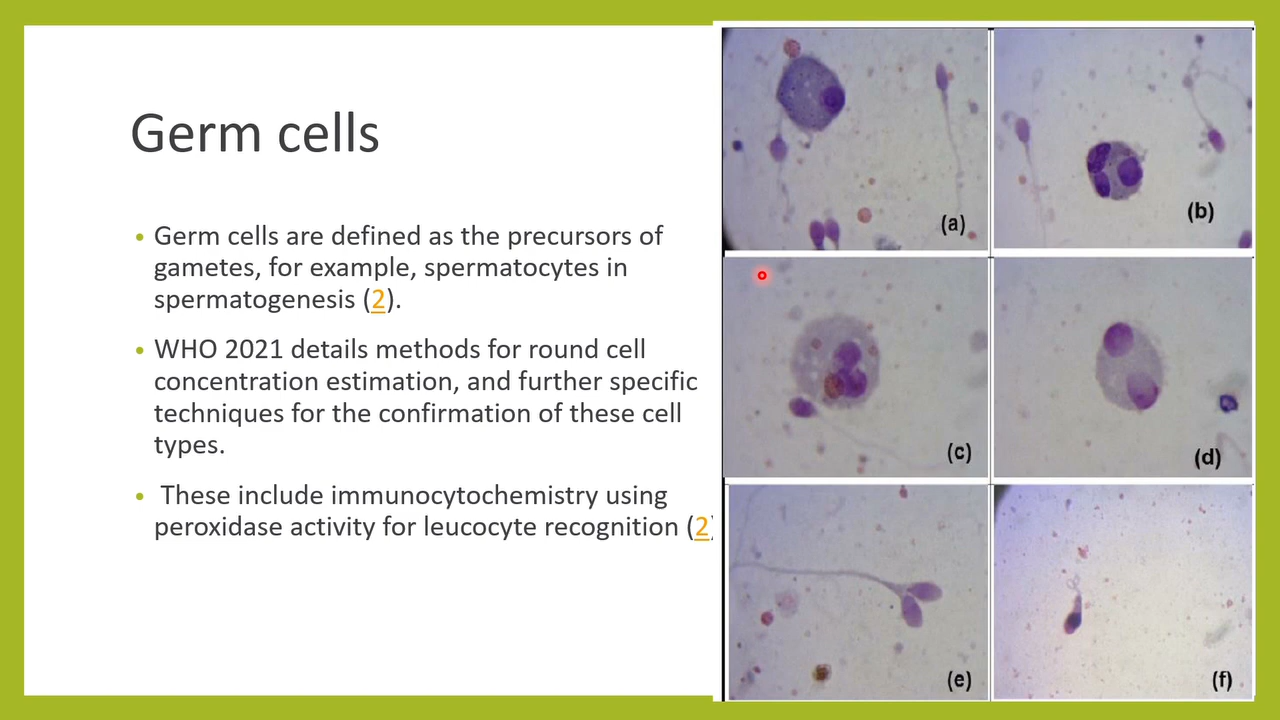 Germ cells
• Germ cells are defined as the precursors of
gametes, for example, spermatocytes in
spermatogenesis (2).
• WHO 2021 details methods for round cell
concentration estimation, and further specific
techniques for the confirmation of these cell
types.
• These include immunocytochemistry using
peroxidase activity for leucocyte recognition (2)
(a)
(b)
(c)
(d)
(e)
(f)